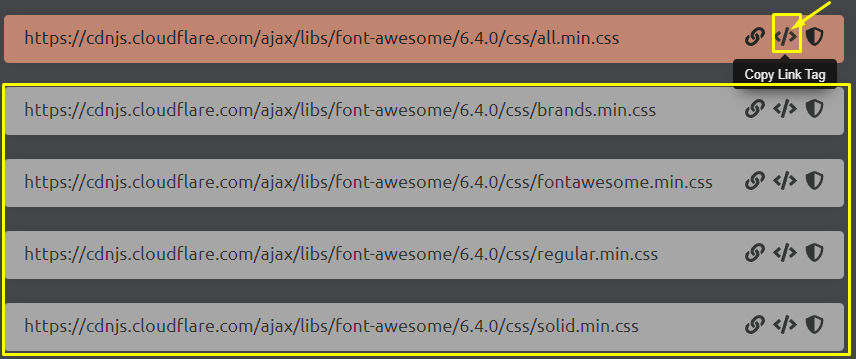 https://cdnjs.cloudflare.com/ajax/libs/font-awesome/6.4.0/css/all.min.css
Copy Link Tag
https://cdnjs.cloudflare.com/ajax/libs/font-awesome/6.4.0/css/brands.min.css
https://cdnjs.cloudflare.com/ajax/libs/font-awesome/6.4.0/css/fontawesome.min.css
https://cdnjs.cloudflare.com/ajax/libs/font-awesome/6.4.0/css/regular.min.css
https://cdnjs.cloudflare.com/ajax/libs/font-awesome/6.4.0/css/solid.min.css